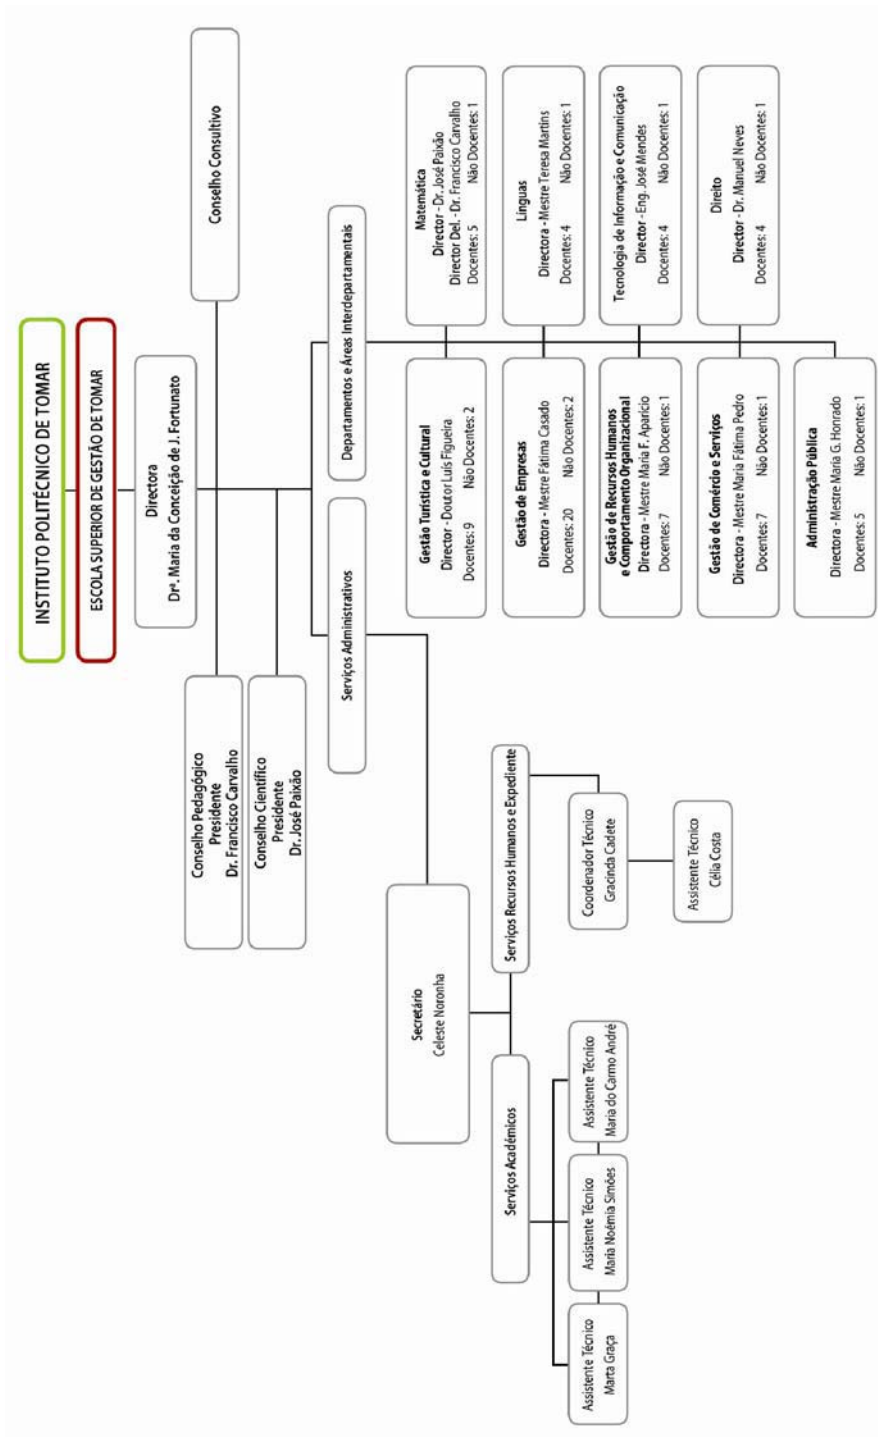 INSTITUTO POLITÉCNICO DE TOMAR
ESCOLA SUPERIOR DE GESTÃO DE TOMAR
Directora
Drª. Maria da Conceição de J. Fortunato
Conselho Pedagógico
Presidente
Dr. Francisco Carvalho
Conselho Consultivo
Conselho Científico
Presidente
Dr. José Paixão
Serviços Administrativos
Departamentos e Áreas Interdepartamentais
Secretário
Celeste Noronha
Serviços Académicos
Serviços Recursos Humanos e Expediente
Assistente Técnico
Marta Graça
Assistente Técnico
Maria Noémia Simões
Assistente Técnico
Maria do Carmo André
Coordenador Técnico
Gracinda Cadete
Assistente Técnico
Célia Costa
Gestão Turística e Cultural
Director - Doutor Luís Figueira
Docentes: 9 Não Docentes: 2
Matemática
Director - Dr. José Paixão
Director Del. - Dr. Francisco Carvalho
Docentes: 5 Não Docentes: 1
Gestão de Empresas
Directora - Mestre Fátima Casado
Docentes: 20 Não Docentes: 2
Línguas
Directora - Mestre Teresa Martins
Docentes: 4 Não Docentes: 1
Gestão de Recursos Humanos
e Comportamento Organizacional
Directora - Mestre Maria F. Aparício
Docentes: 7 Não Docentes: 1
Tecnologia de Informação e Comunicação
Director - Eng. José Mendes
Docentes: 4 Não Docentes: 1
Gestão de Comércio e Serviços
Directora - Mestre Maria Fátima Pedro
Docentes: 7 Não Docentes: 1
Direito
Director - Dr. Manuel Neves
Docentes: 4 Não Docentes: 1
Administração Pública
Directora - Mestre Maria G. Honrado
Docentes: 5 Não Docentes: 1